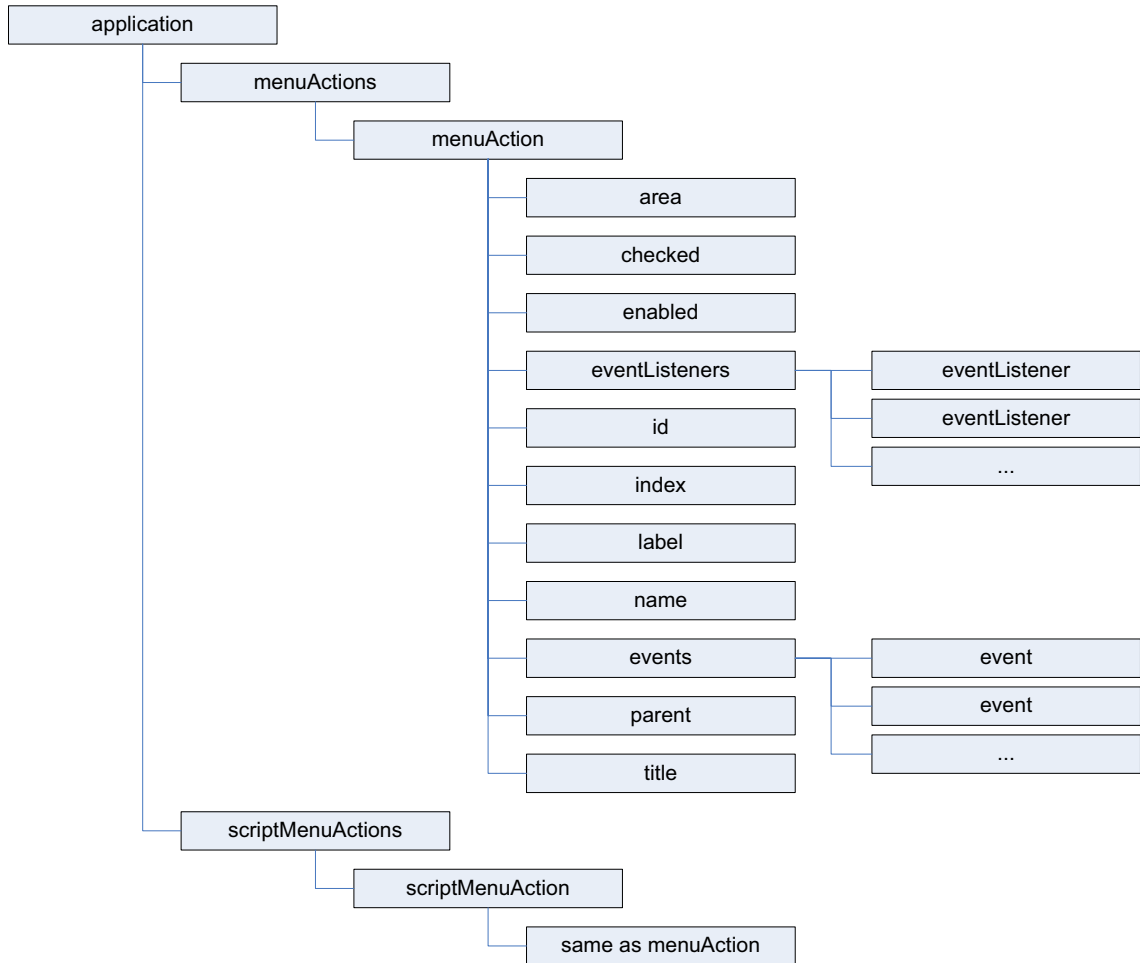 application
menuActions
menuAction
area
checked
enabled
eventListeners
eventListener
eventListener
...
id
index
label
name
events
event
event
...
parent
title
scriptMenuActions
scriptMenuAction
same as menuAction